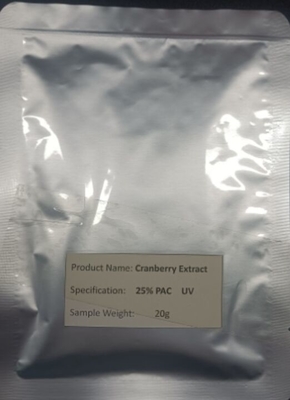 Product Name: Cranberry Extract
Specification: 25% PAC UV
Sample Weight: 20g